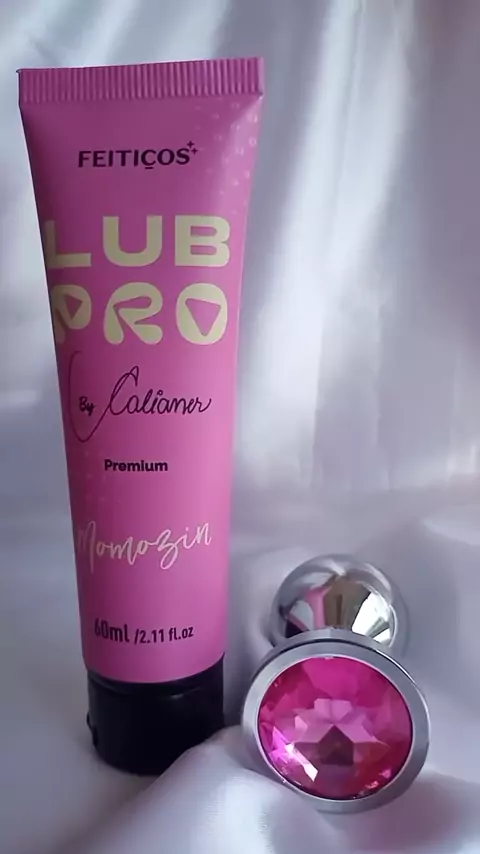 FEITIÇOS
LUB
PRO
By Calianer
Premium
Momozin
60ml /2.11 fl.oz